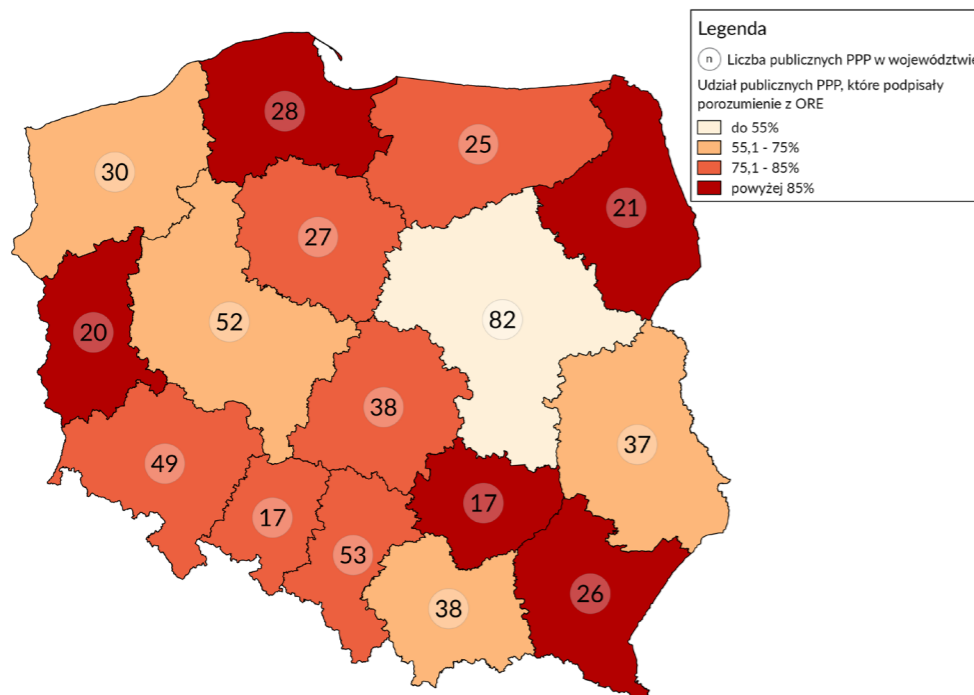 Legenda
n Liczba publicznych PPP w województwie
Udział publicznych PPP, które podpisały
porozumienie z ORE
do 55%
55,1 - 75%
75,1 - 85%
powyżej 85%
28
25
30
21
27
52
82
20
38
37
49
17
17
53
26
38